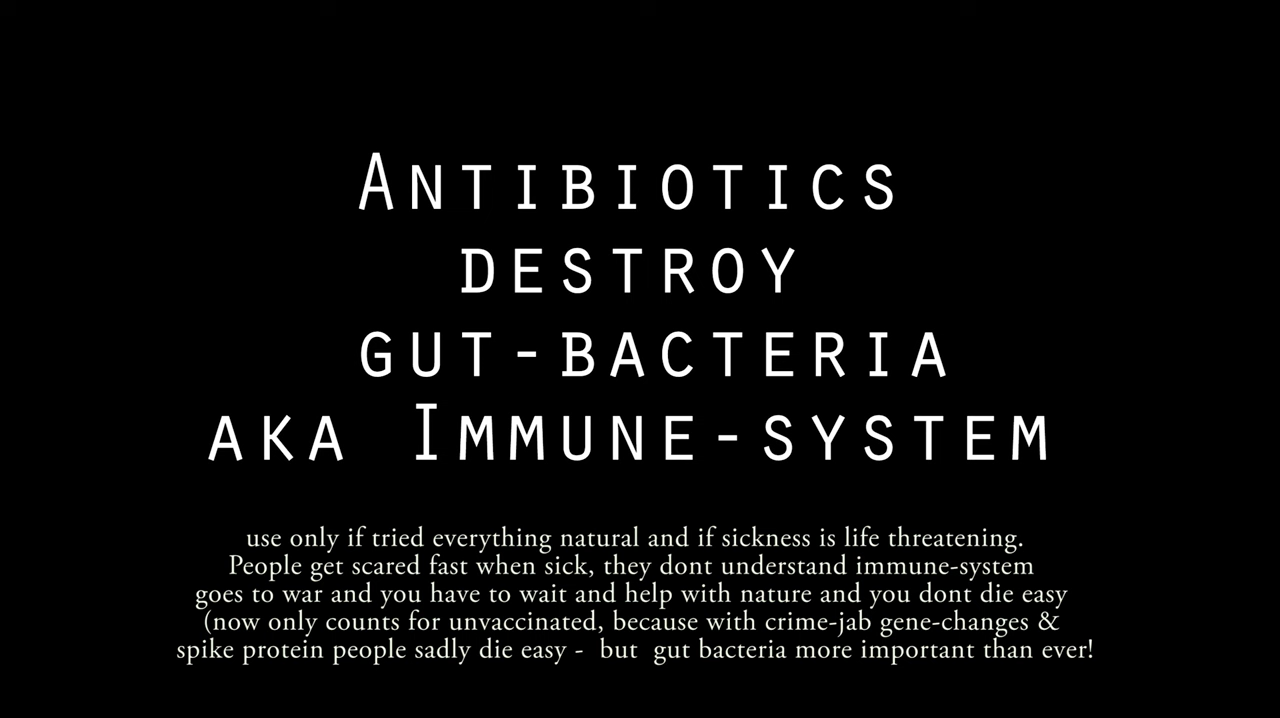 Antibiotics
destroy
gut-bacteria
aka Immune-system
use only if tried everything natural and if sickness is life threatening.
People get scared fast when sick, they dont understand immune-system
goes to war and you have to wait and help with nature and you dont die easy
(now only counts for unvaccinated, because with crime-jab gene-changes &
spike protein people sadly die easy - but gut bacteria more important than ever!